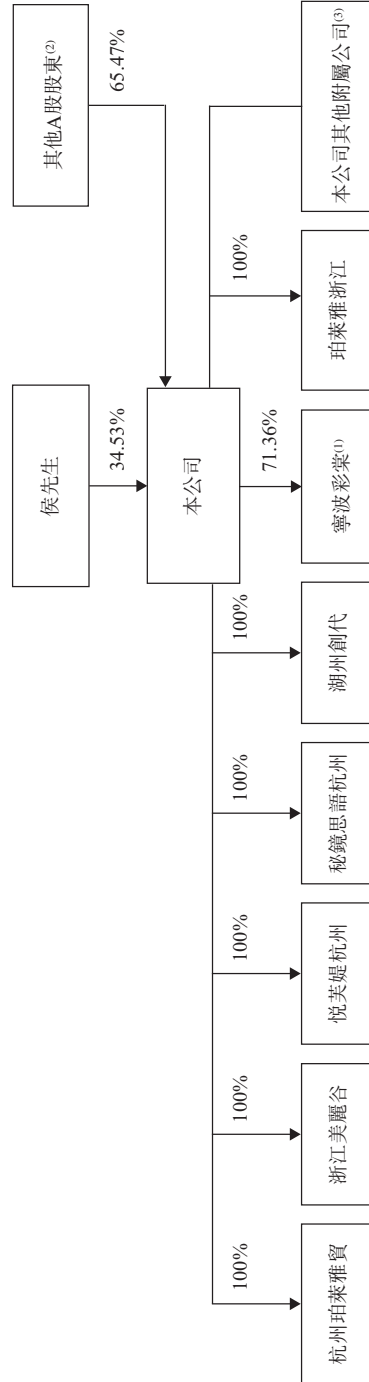 侯先生
其他A股股東(2)
34.53%
65.47%
本公司
100%
100%
100%
100%
100%
71.36%
100%
杭州珀萊雅貿
浙江美麗谷
悅芙媞杭州
秘鏡思語杭州
湖州創代
寧波彩棠(1)
珀萊雅浙江
本公司其他附屬公司(3)